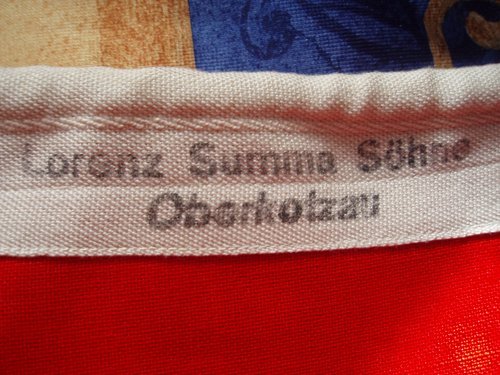 Lorenz Summa Söhne
Oberkotzau